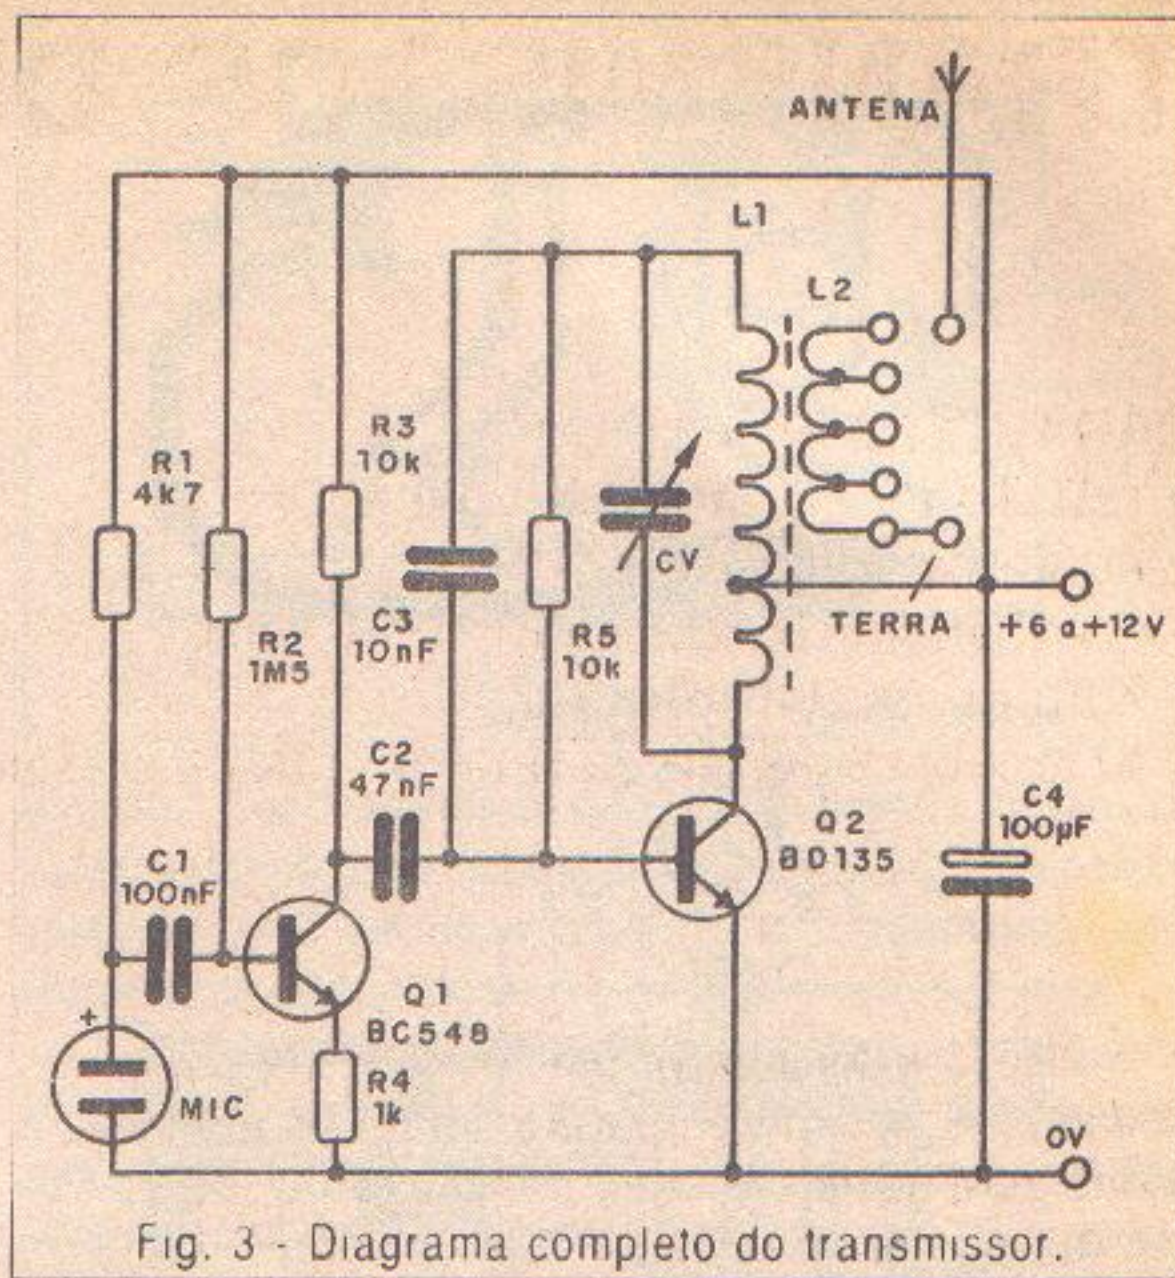 ANTENA
L1
L2
R3
10k
R1
4k7
CV
C3
10nF
R5
10k
TERRA
+6 a +12V
R2
1M5
C2
47nF
C4
100µF
Q2
BD135
C1
100nF
Q1
BC548
+
R4
1k
MIC
0V
Fig. 3 - Diagrama completo do transmissor.